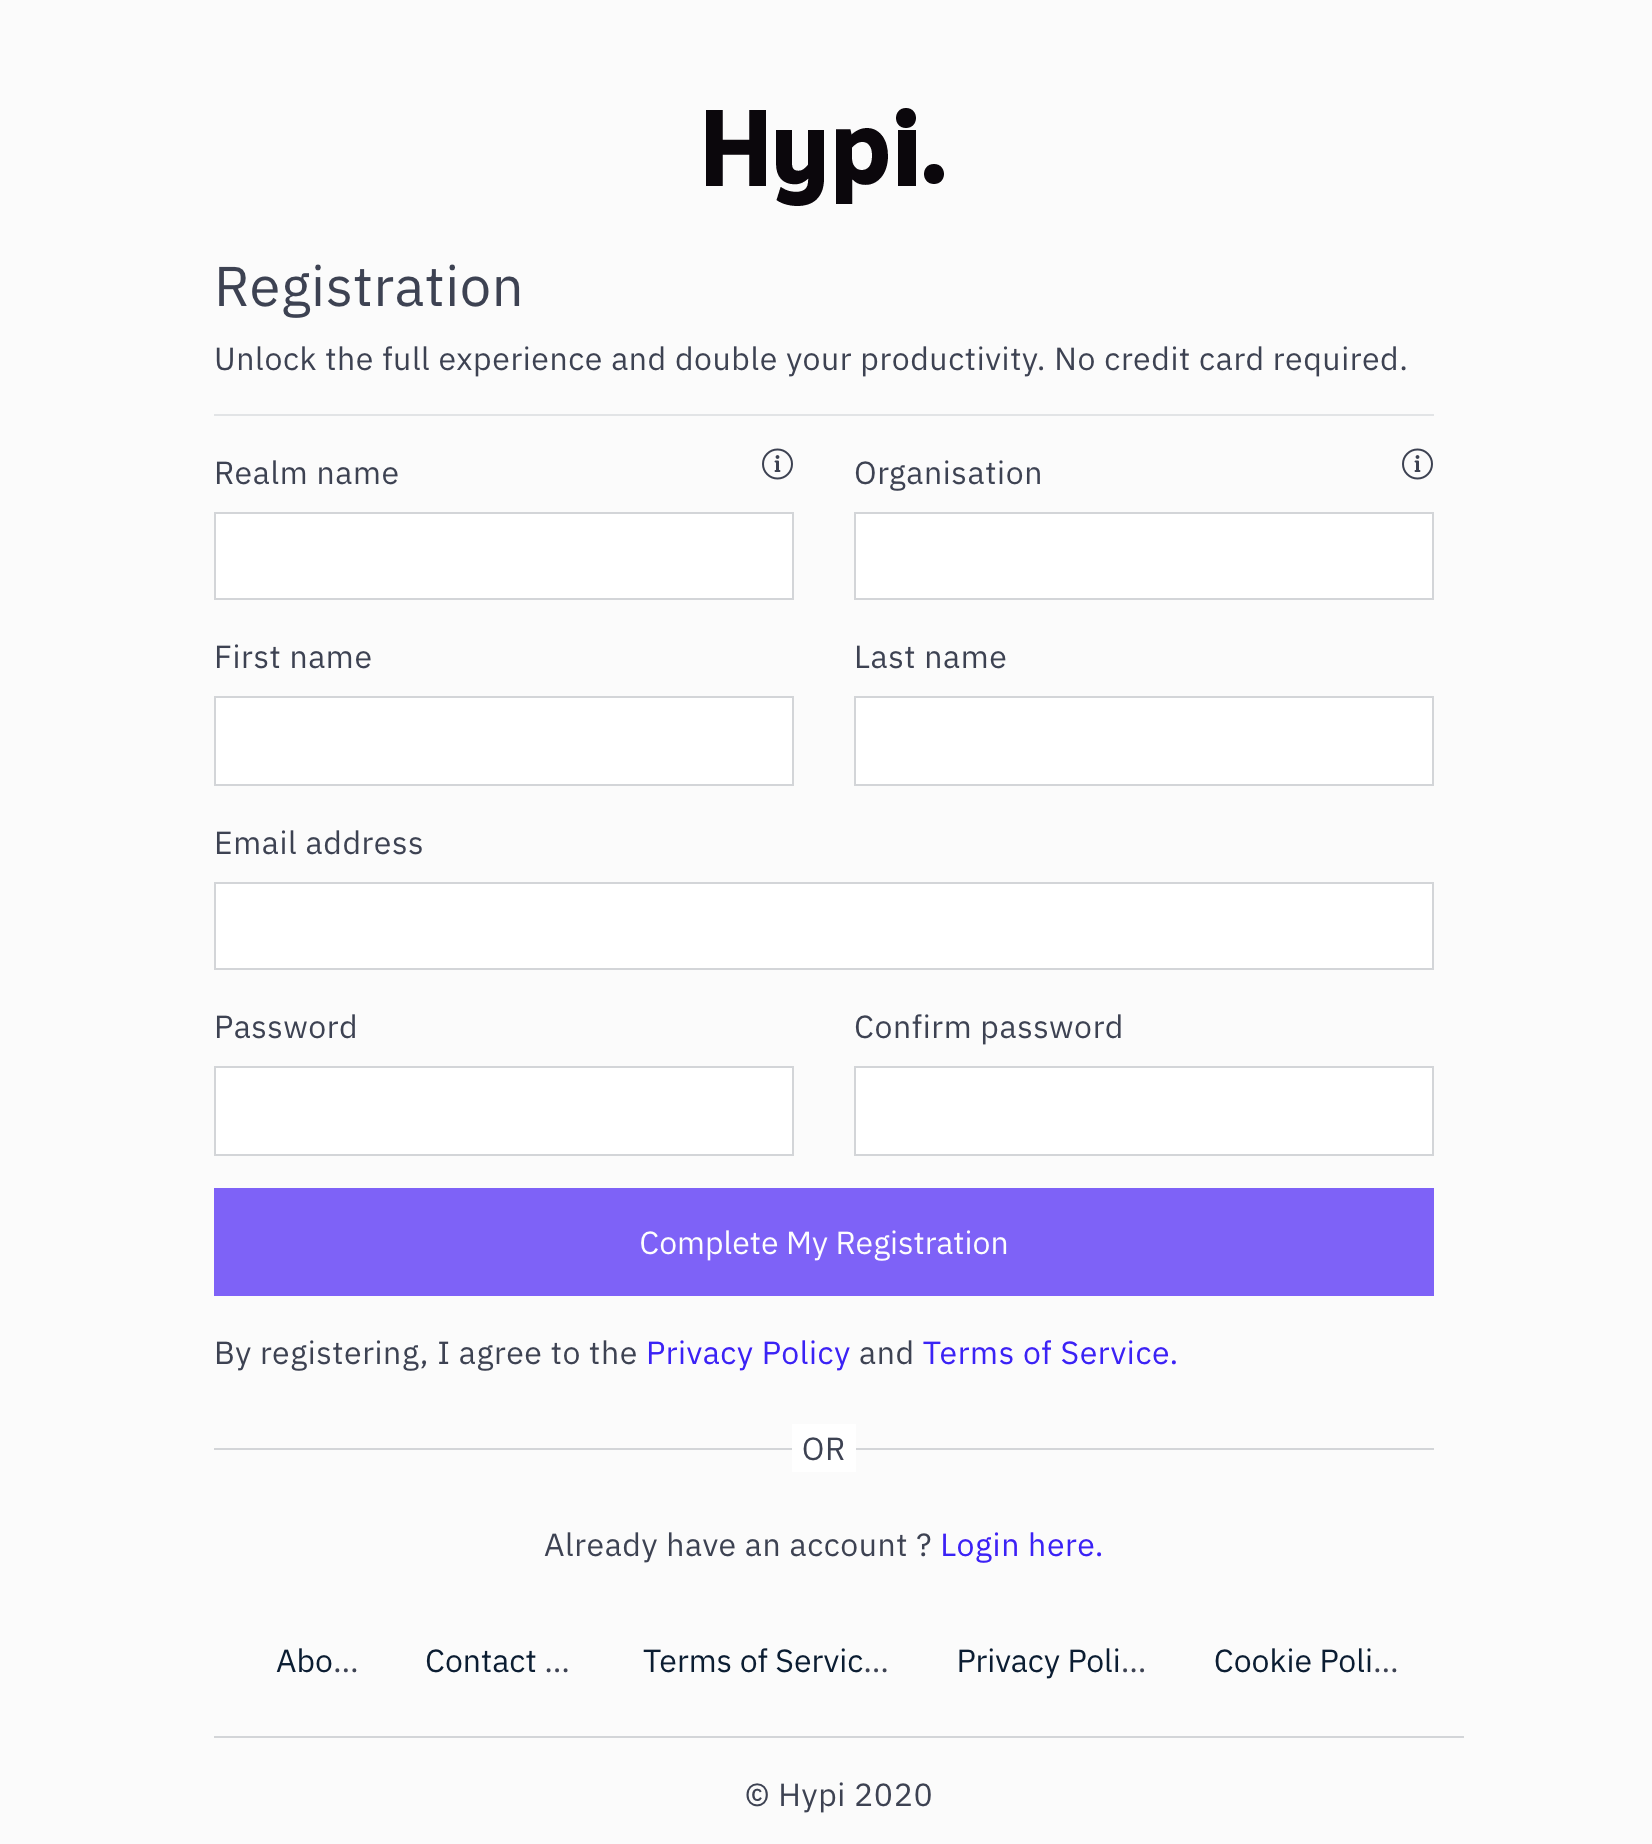 Hypi.
Registration
Unlock the full experience and double your productivity. No credit card required.
Realm name
Organisation
First name
Last name
Email address
Password
Confirm password
Complete My Registration
By registering, I agree to the Privacy Policy and Terms of Service.
OR
Already have an account ? Login here.
Abo... Contact ... Terms of Servic... Privacy Poli... Cookie Poli...
© Hypi 2020